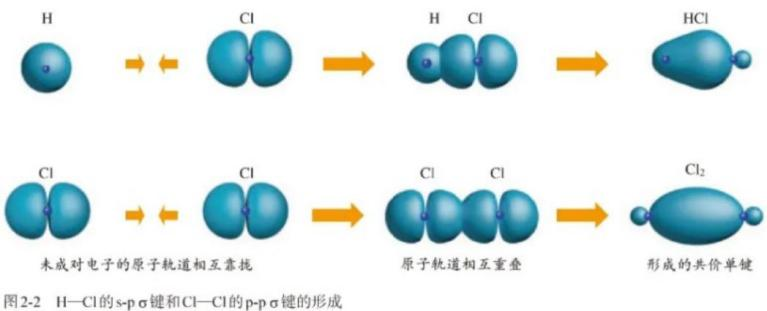 H Cl H Cl HCl
Cl Cl Cl Cl Cl₂
未成对电子的原子轨道相互靠拢 原子轨道相互重叠 形成的共价单键
图2-2 H—Cl的s-p σ键和Cl—Cl的p-p σ键的形成